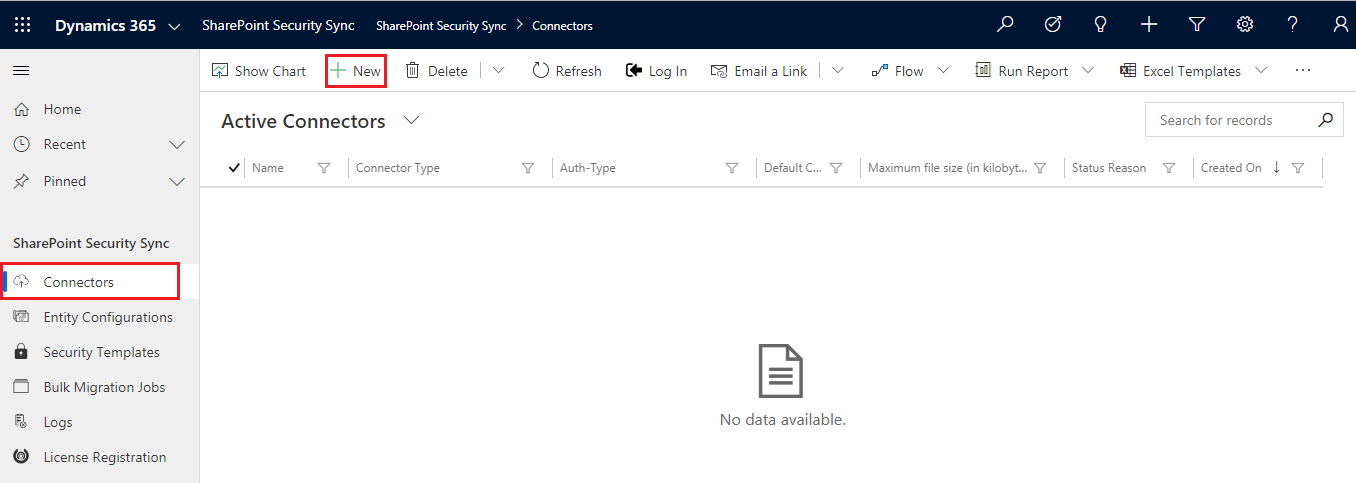 Dynamics 365 SharePoint Security Sync SharePoint Security Sync > Connectors
Show Chart New Delete Refresh Log In Email a Link Flow Run Report Excel Templates ...
Home
Recent
Pinned
SharePoint Security Sync
Connectors
Entity Configurations
Security Templates
Bulk Migration Jobs
Logs
License Registration
Active Connectors
Search for records
Name Connector Type Auth-Type Default C... Maximum file size (in kilobyt... Status Reason Created On
No data available.